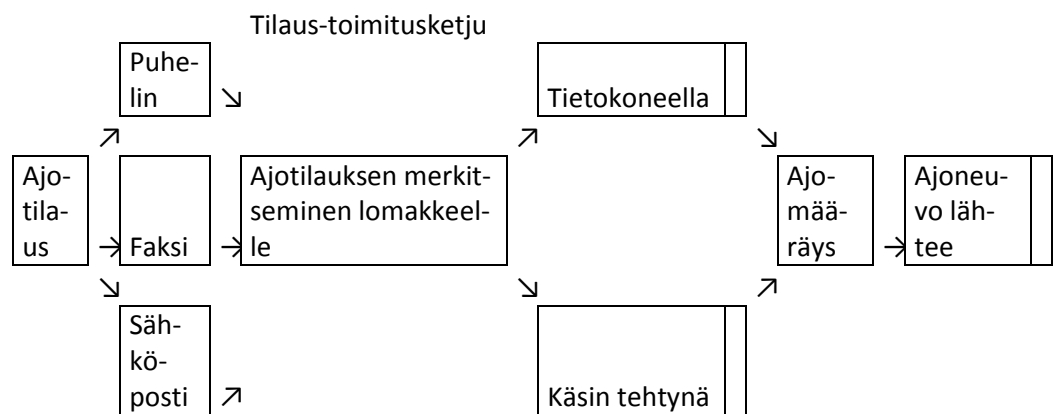 Tilaus-toimitusketju
Puhe-
lin
↘
Tietokoneella
↗
↗
↘
Ajo-
tila-
us
→
Faksi
→
Ajotilauksen merkit-
seminen lomakkeel-
le
Ajo-
mää-
räys
→
Ajoneu-
vo läh-
tee
↘
↘
↗
Säh-
kö-
posti
↗
Käsin tehtynä